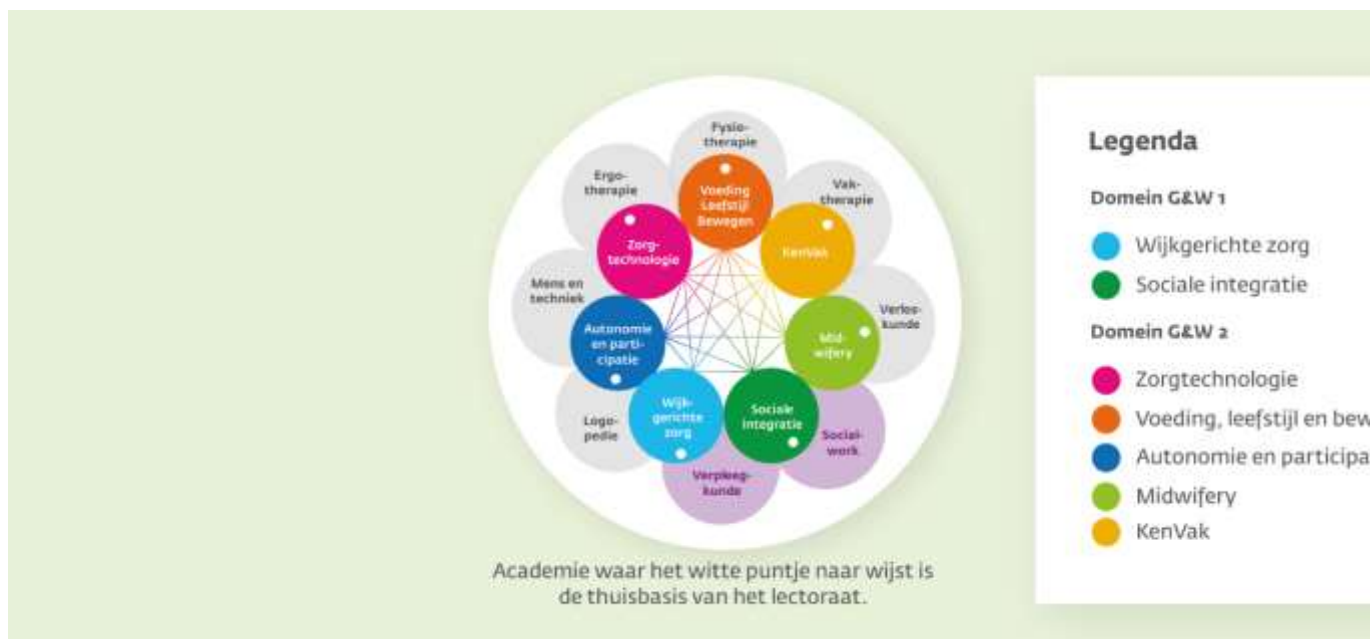 Fysio-
therapie
Ergo-
therapie
Vak-
therapie
Voeding
Leefstijl
Bewegen
Zorg-
technologie
KenVak
Mens en
techniek
Verlos-
kunde
Autonomie
en parti-
cipatie
Mid-
wifery
Wijk-
gerichte
zorg
Sociale
integratie
Logo-
pedie
Social-
work
Verpleeg-
kunde
Academie waar het witte puntje naar wijst is
de thuisbasis van het lectoraat.
Legenda
Domein G&W 1
Wijkgerichte zorg
Sociale integratie
Domein G&W 2
Zorgtechnologie
Voeding, leefstijl en bew
Autonomie en participa
Midwifery
KenVak